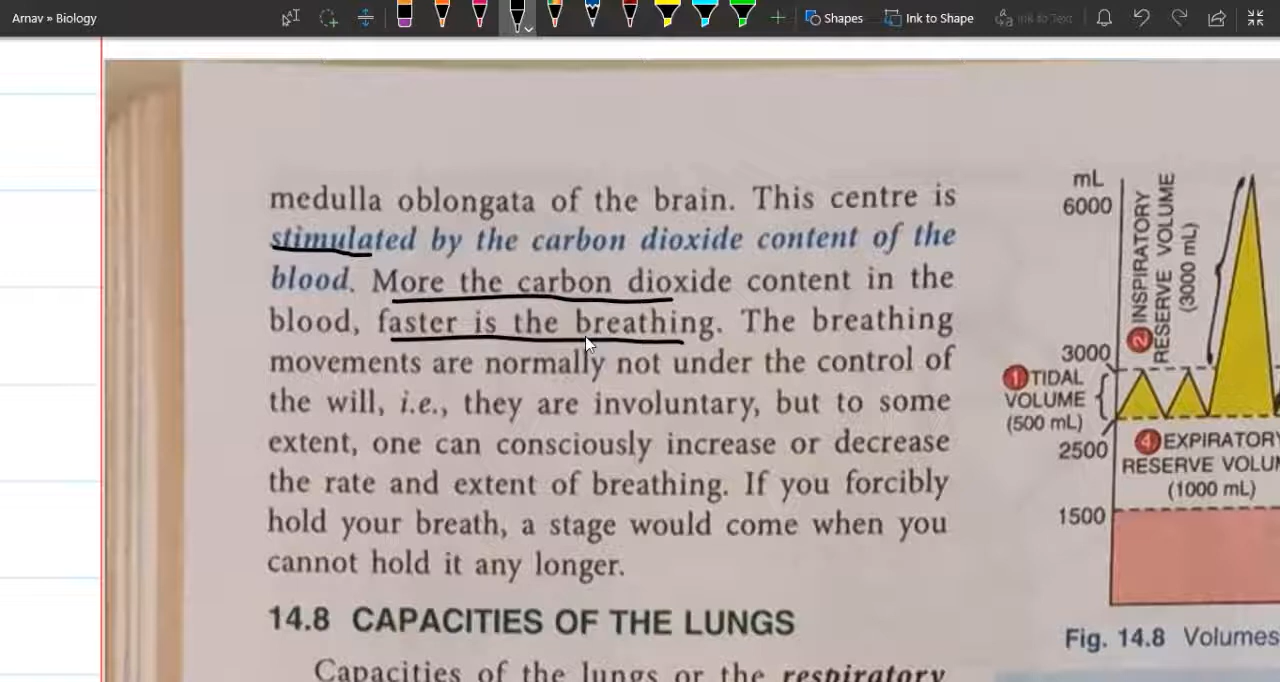 Arnav » Biology
Shapes
Ink to Shape
Ink to Text
medulla oblongata of the brain. This centre is
stimulated by the carbon dioxide content of the
blood. More the carbon dioxide content in the
blood, faster is the breathing. The breathing
movements are normally not under the control of
the will, i.e., they are involuntary, but to some
extent, one can consciously increase or decrease
the rate and extent of breathing. If you forcibly
hold your breath, a stage would come when you
cannot hold it any longer.
14.8 CAPACITIES OF THE LUNGS
Capacities of the lungs or the respiratory
mL
6000
3000
2500
1500
2 INSPIRATORY
RESERVE VOLUME
(3000 mL)
1 TIDAL
VOLUME
(500 mL)
4 EXPIRATORY
RESERVE VOLU
(1000 mL)
Fig. 14.8 Volumes